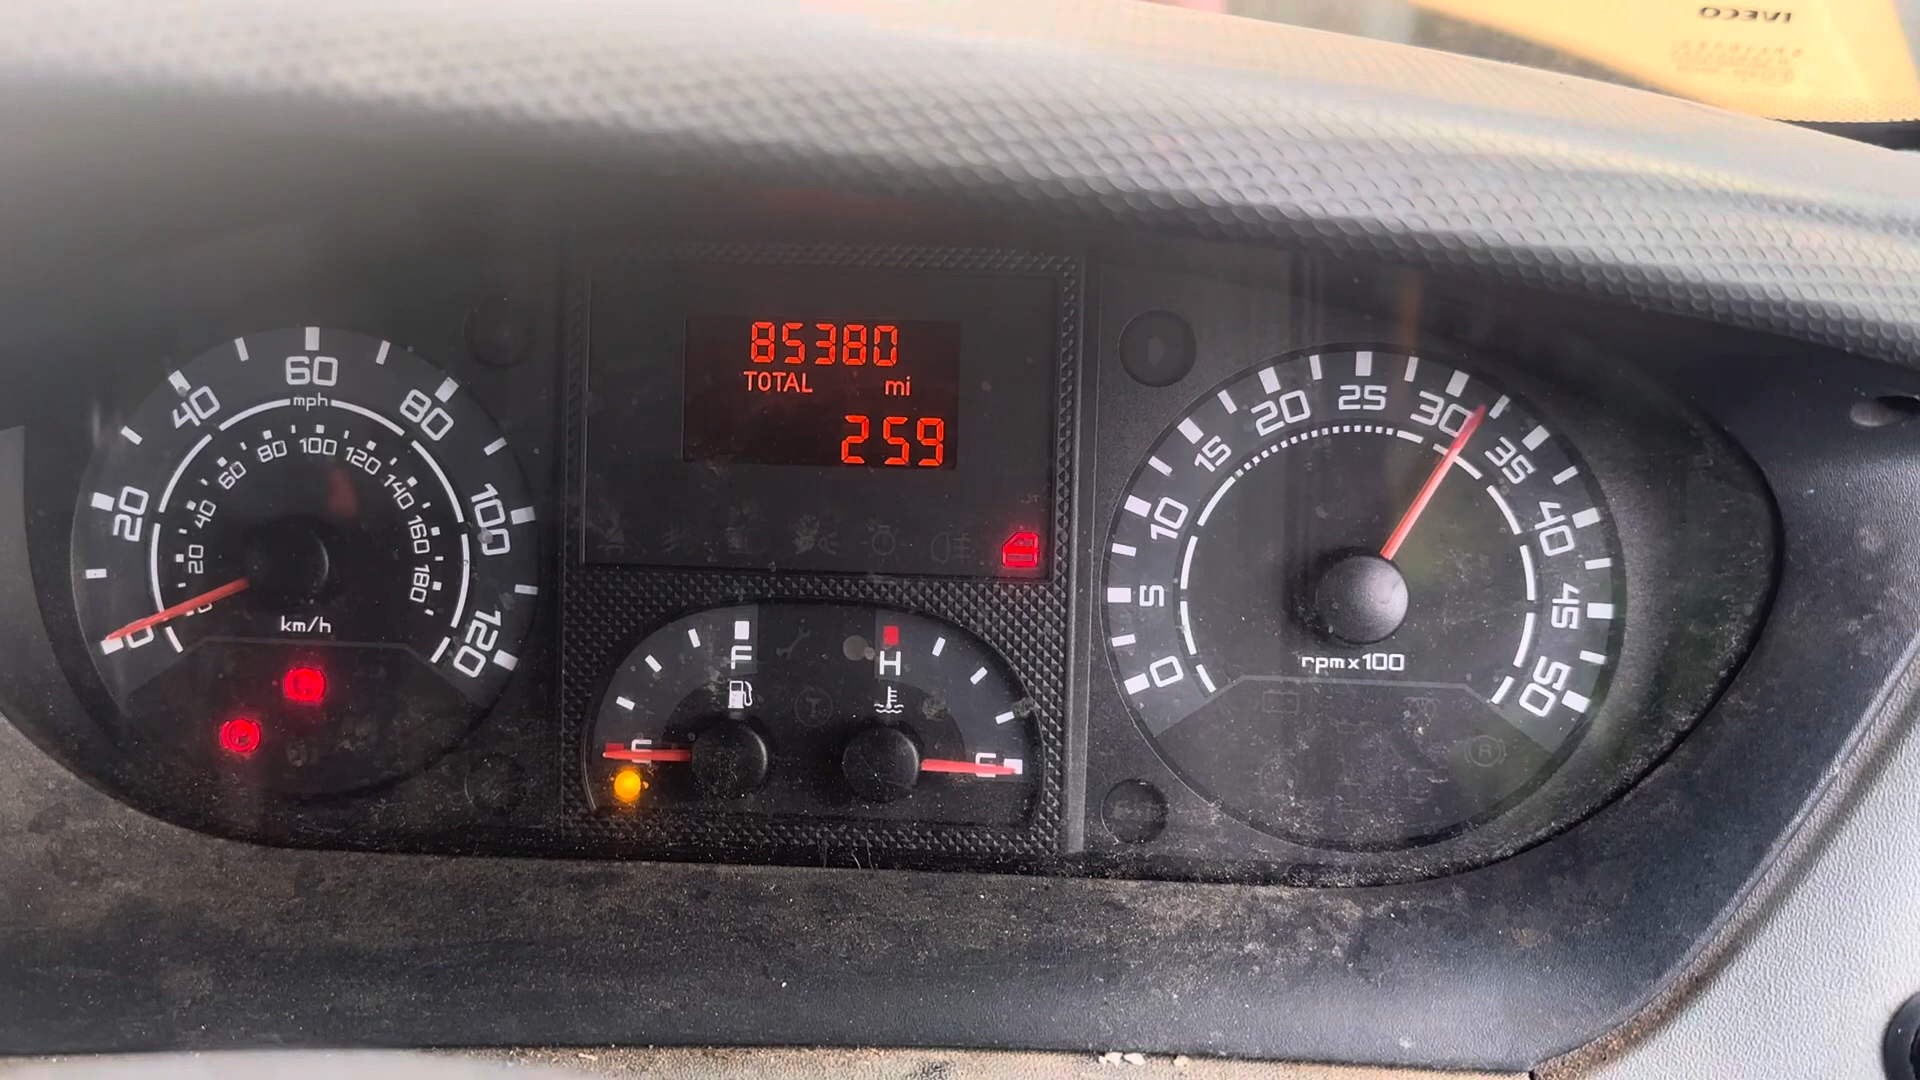 IVECO
85380
TOTAL mi
259
0 20 40 60 80 100 120
mph
20 40 60 80 100 120 140 160 180
km/h
F
H
0 5 10 15 20 25 30 35 40 45 50
rpm x 100